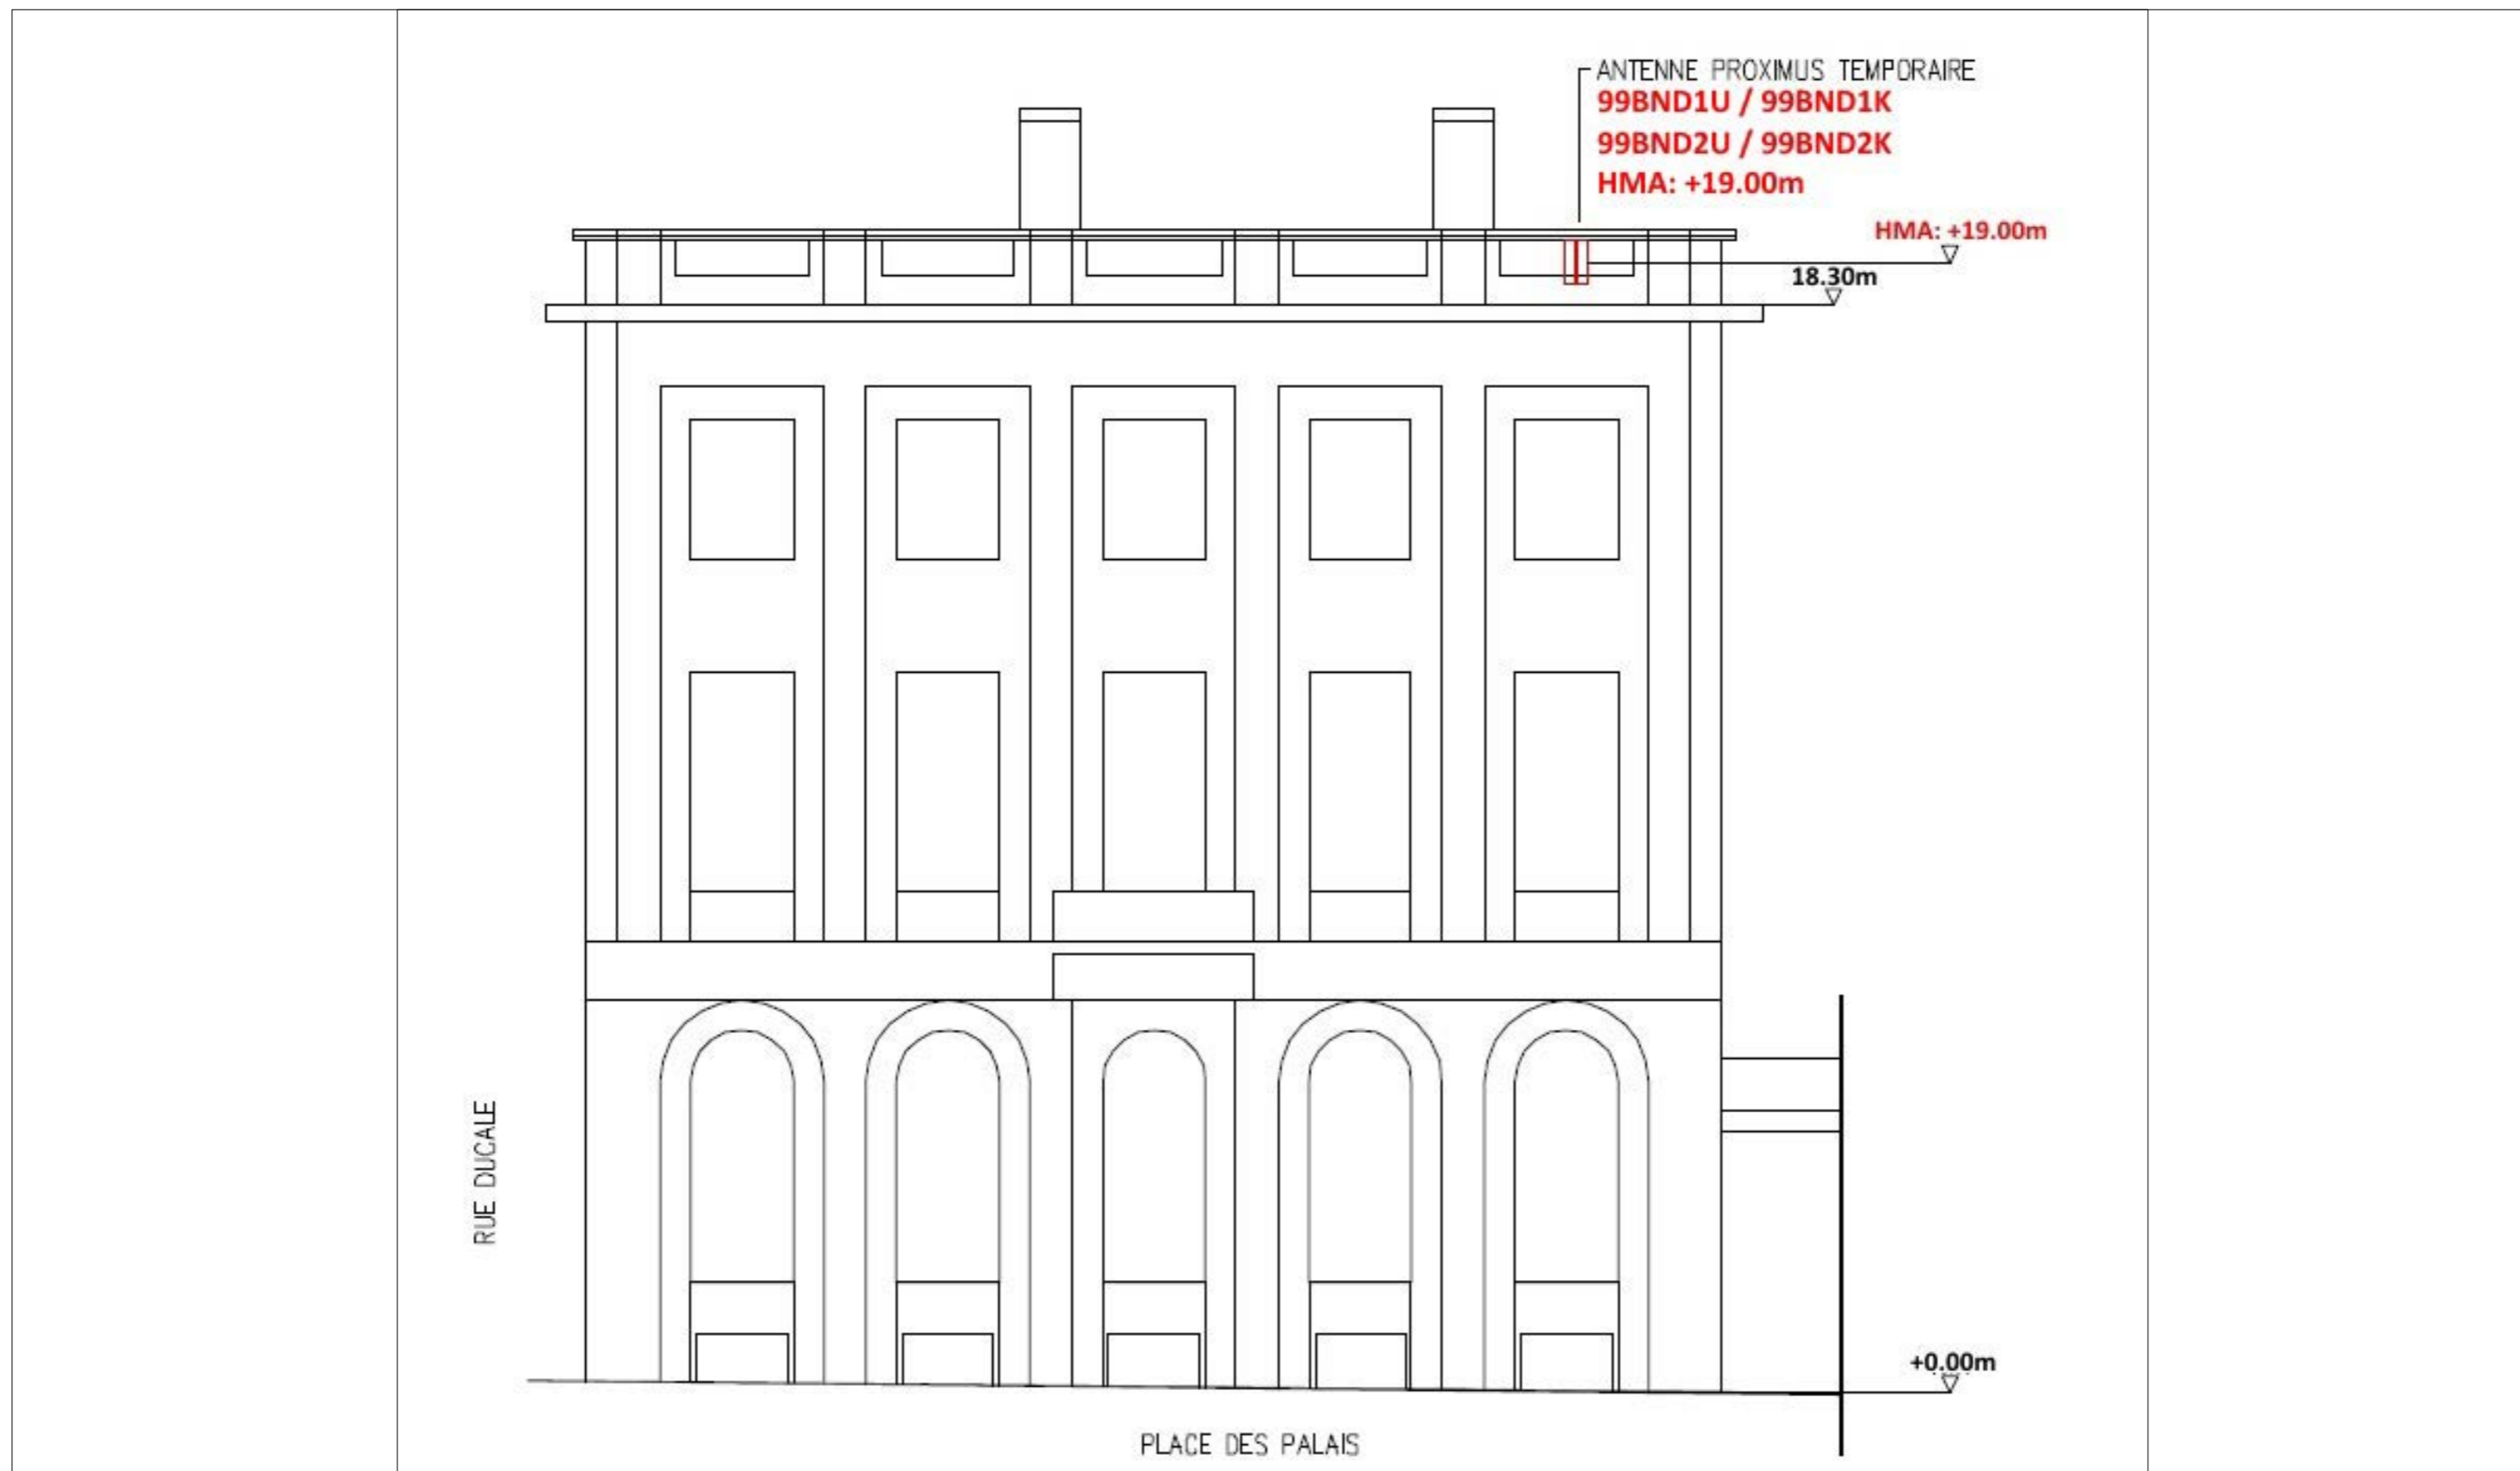 ANTENNE PROXIMUS TEMPORAIRE
99BND1U / 99BND1K
99BND2U / 99BND2K
HMA: +19.00m
HMA: +19.00m
18.30m
RUE DUCALE
+0.00m
PLACE DES PALAIS